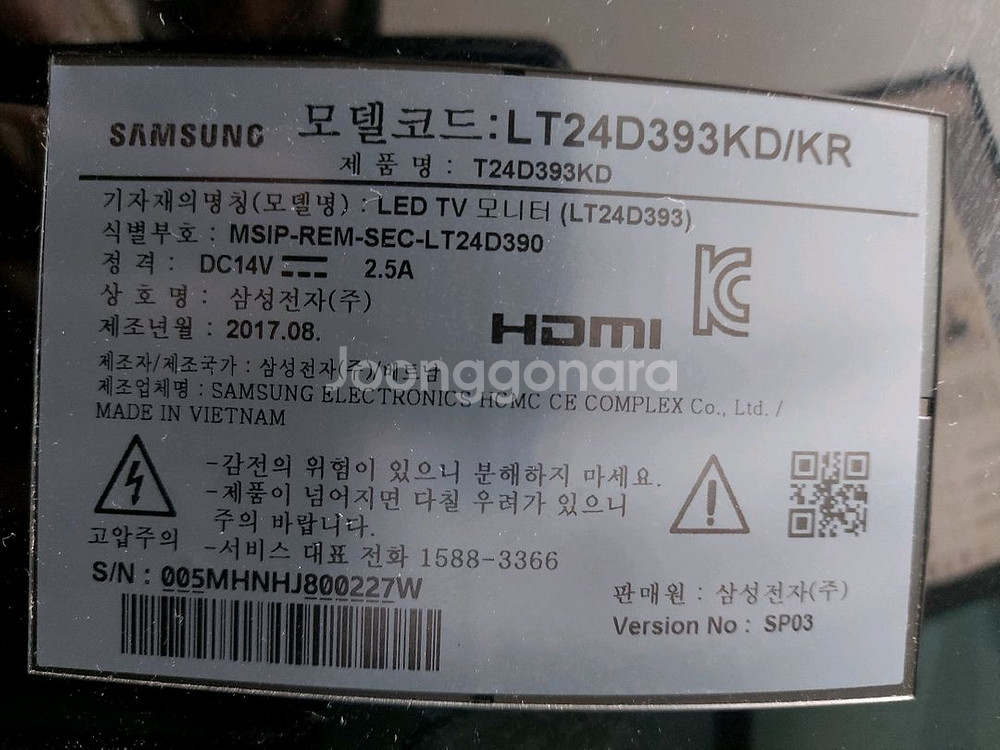 SAMSUNG 모델코드:LT24D393KD/KR
제 품 명 : T24D393KD
기자재의명칭(모델명) : LED TV 모니터 (LT24D393)
식별부호 : MSIP-REM-SEC-LT24D390
정 격 : DC14V 2.5A
상 호 명 : 삼성전자(주)
제조년월 : 2017.08.
HDMI
제조자/제조국가 : 삼성전자(주)/베트남
Joonggonara
제조업체명 : SAMSUNG ELECTRONICS HCMC CE COMPLEX Co., Ltd. /
MADE IN VIETNAM
-감전의 위험이 있으니 분해하지 마세요.
-제품이 넘어지면 다칠 우려가 있으니
주의 바랍니다.
고압주의 -서비스 대표 전화 1588-3366
S/N : 005MHNHJ800227W
판매원 : 삼성전자(주)
Version No : SP03